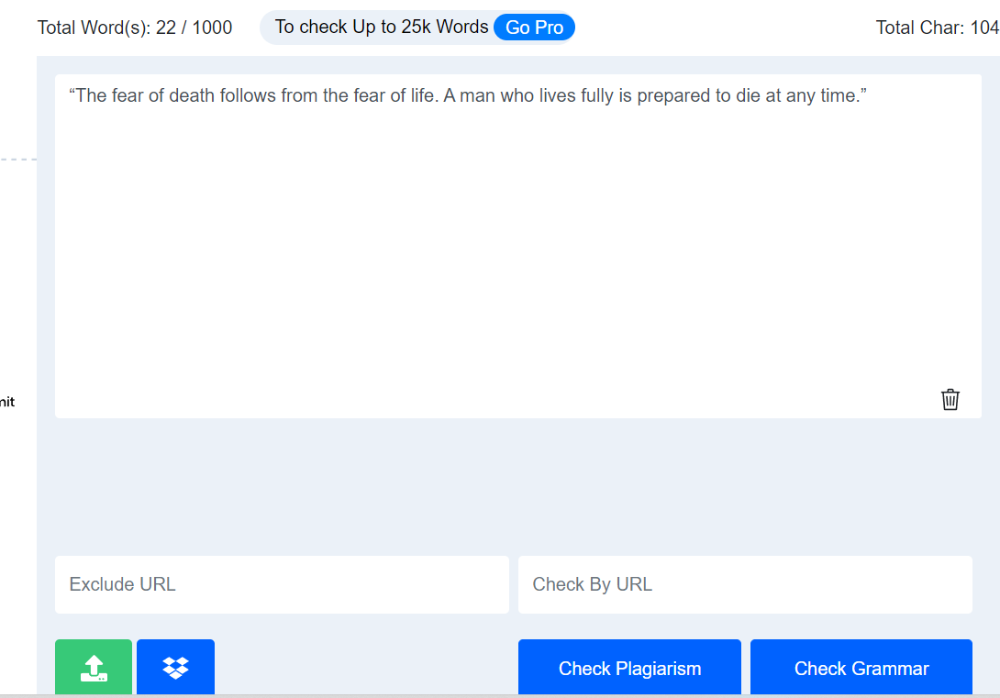 Total Word(s): 22 / 1000 To check Up to 25k Words Go Pro Total Char: 104
“The fear of death follows from the fear of life. A man who lives fully is prepared to die at any time.”
nit
Exclude URL Check By URL
Check Plagiarism Check Grammar